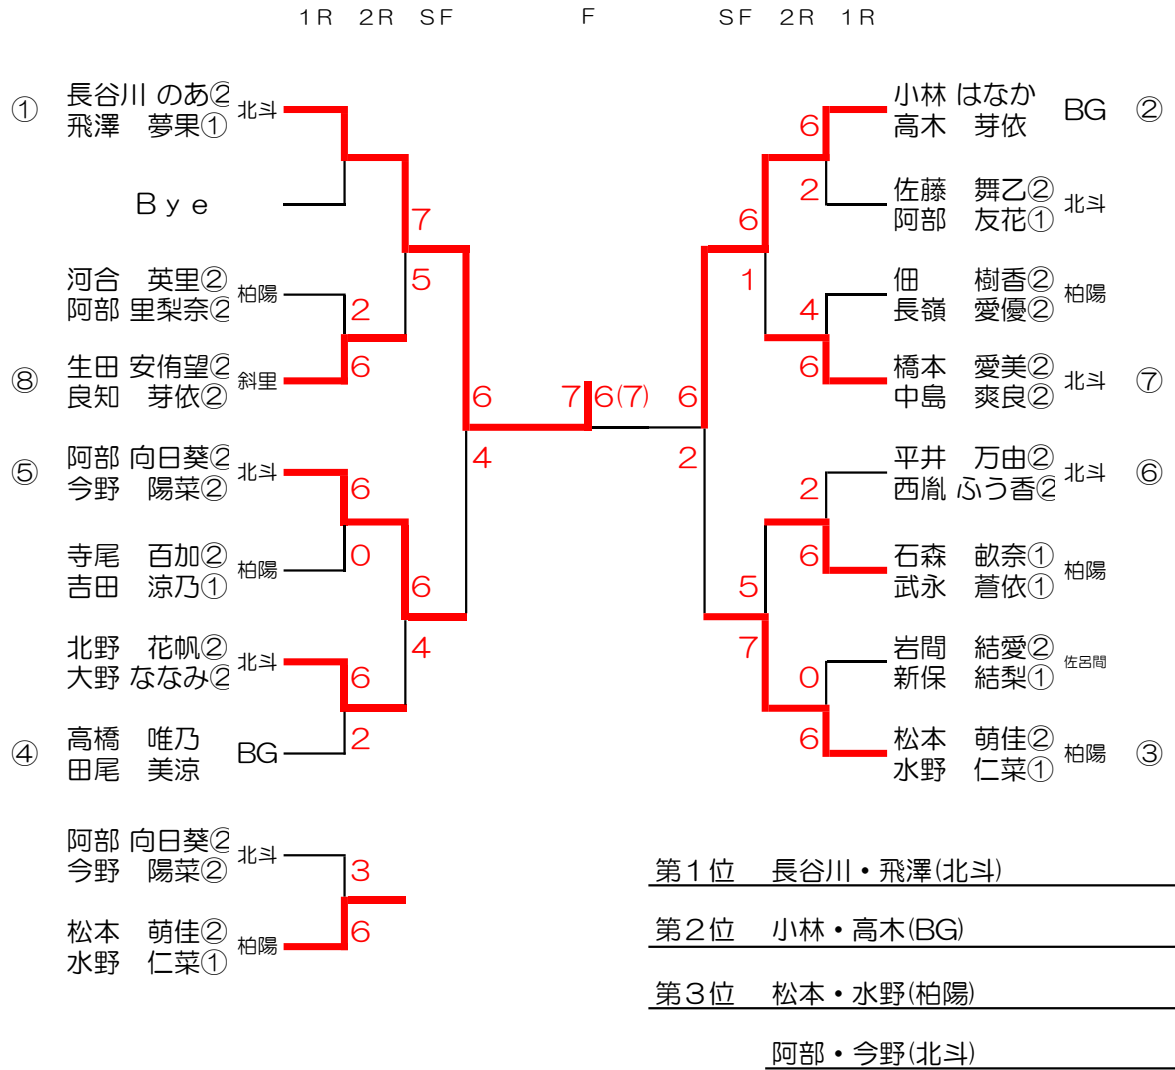 1R 2R SF F SF 2R 1R
① 長谷川 のあ② 北斗
飛澤 夢果①
Bye
河合 英里② 柏陽
阿部 里梨奈②
⑧ 生田 安侑望② 斜里
良知 芽依②
⑤ 阿部 向日葵② 北斗
今野 陽菜②
寺尾 百加② 柏陽
吉田 涼乃①
北野 花帆② 北斗
大野 ななみ②
④ 高橋 唯乃 BG
田尾 美涼
7
5
2
6
6
0
6
4
6
2
6
4
7 6(7)
小林 はなか BG ②
高木 芽依
佐藤 舞乙② 北斗
阿部 友花①
佃 樹香② 柏陽
長嶺 愛優②
橋本 愛美② 北斗 ⑦
中島 爽良②
平井 万由② 北斗 ⑥
西胤 ふう香②
石森 畝奈① 柏陽
武永 蒼依①
岩間 結愛② 佐呂間
新保 結梨①
松本 萌佳② 柏陽 ③
水野 仁菜①
6
2
6
1
4
6
6
2
2
6
5
7
0
6
阿部 向日葵② 北斗
今野 陽菜②
3
松本 萌佳② 柏陽
水野 仁菜①
6
第1位 長谷川・飛澤(北斗)
第2位 小林・高木(BG)
第3位 松本・水野(柏陽)
阿部・今野(北斗)